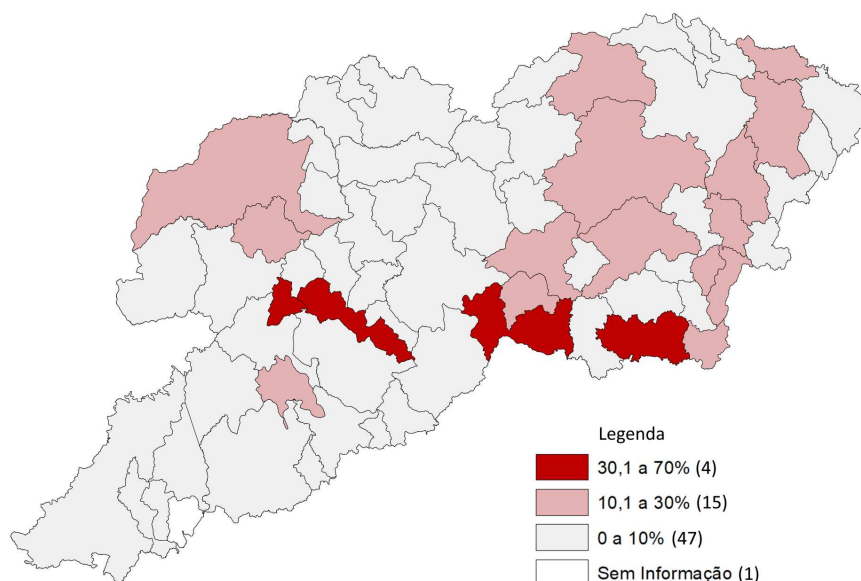 Legenda
30,1 a 70% (4)
10,1 a 30% (15)
0 a 10% (47)
Sem Informação (1)